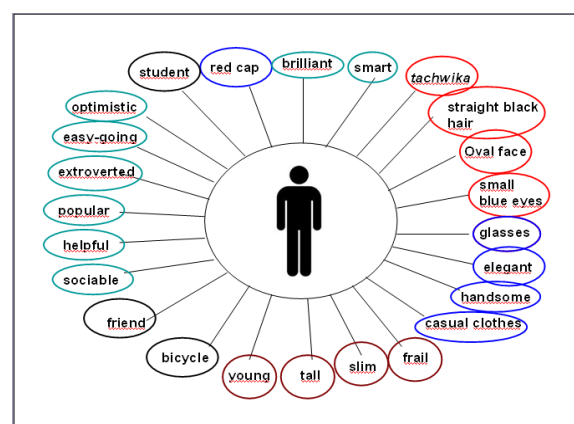 student
red cap
brilliant
smart
tachwika
straight black
hair
Oval face
small
blue eyes
glasses
elegant
handsome
casual clothes
frail
slim
tall
young
bicycle
friend
sociable
helpful
popular
extroverted
easy-going
optimistic